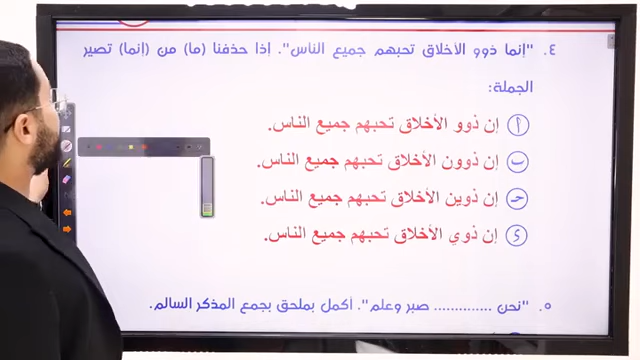 ٤. "إنما ذوو الأخلاق تحبهم جميع الناس". إذا حذفنا (ما) من (إنما) تصير
الجملة:
أ إن ذوو الأخلاق تحبهم جميع الناس.
ب إن ذوون الأخلاق تحبهم جميع الناس.
جـ إن ذوين الأخلاق تحبهم جميع الناس.
د إن ذوي الأخلاق تحبهم جميع الناس.
٥. "نحن .............. صبر وعلم". أكمل بملحق بجمع المذكر السالم.